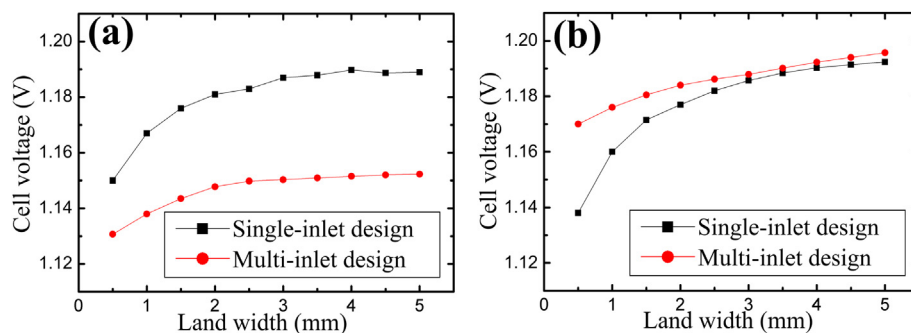 (a)
Cell voltage (V)
1.20
1.18
1.16
1.14
1.12
Single-inlet design
Multi-inlet design
0 1 2 3 4 5
Land width (mm)
(b)
Cell voltage (V)
1.20
1.18
1.16
1.14
1.12
Single-inlet design
Multi-inlet design
0 1 2 3 4 5
Land width (mm)